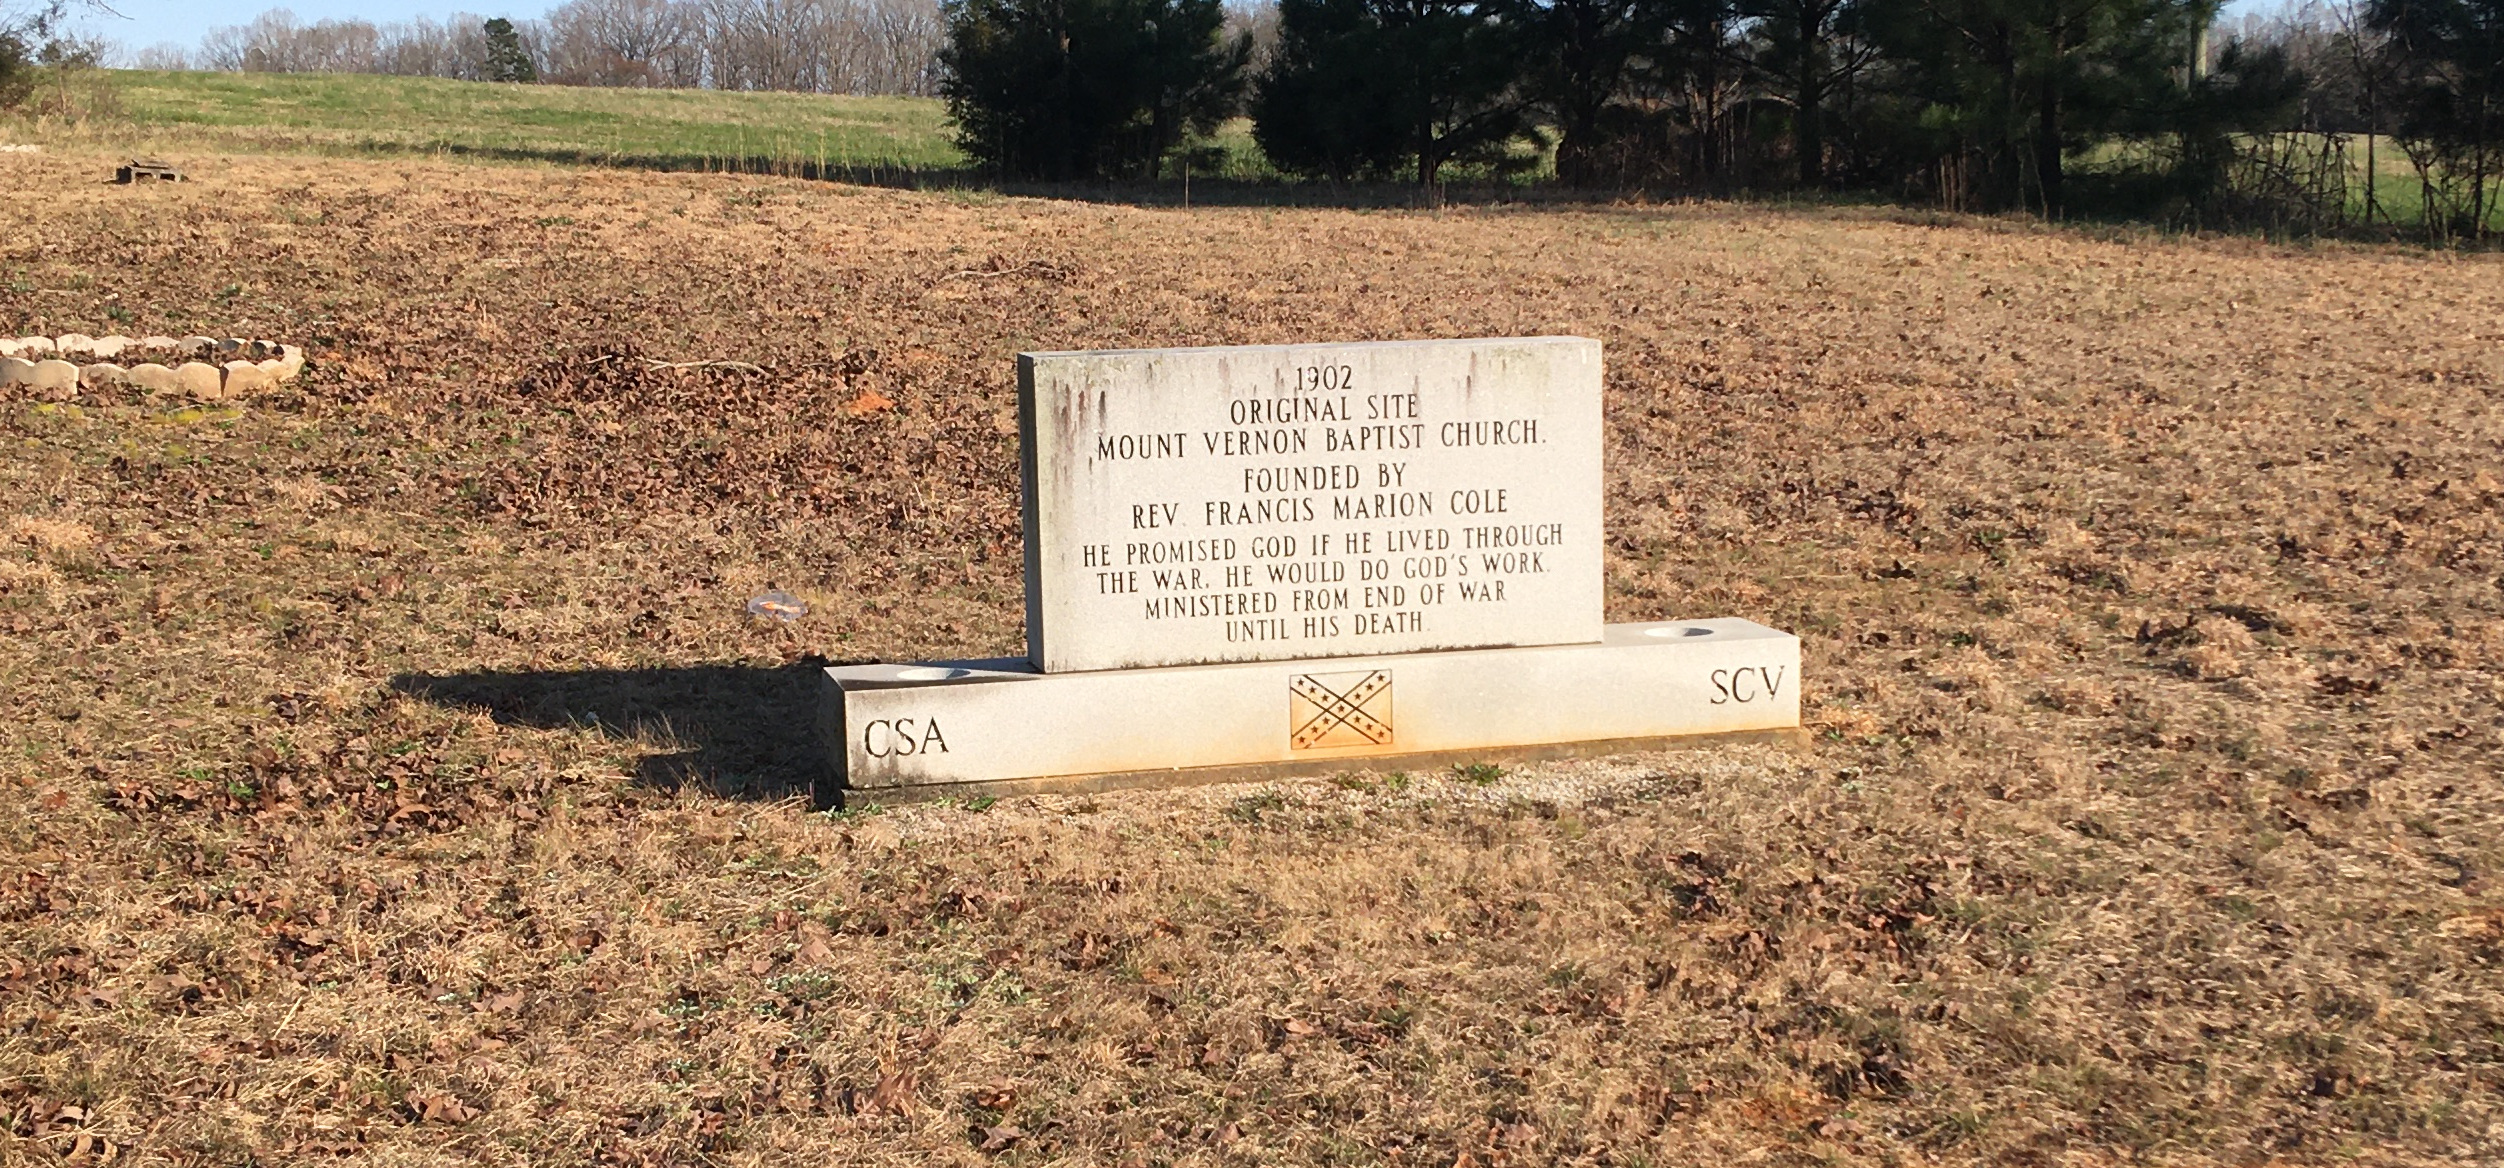 1902
ORIGINAL SITE
MOUNT VERNON BAPTIST CHURCH.
FOUNDED BY
REV. FRANCIS MARION COLE
HE PROMISED GOD IF HE LIVED THROUGH
THE WAR, HE WOULD DO GOD'S WORK.
MINISTERED FROM END OF WAR
UNTIL HIS DEATH.
CSA
SCV